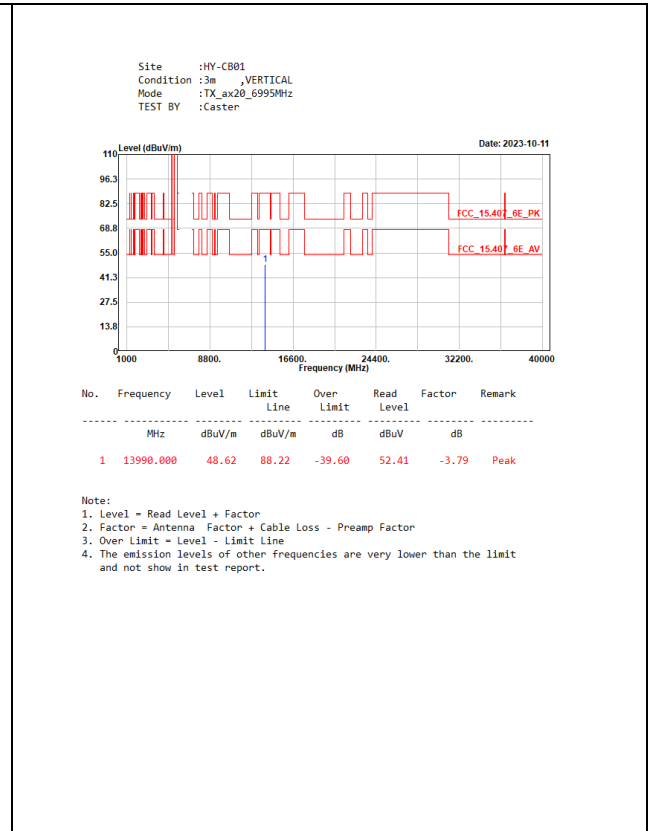 Site :HY-CB01
Condition :3m ,VERTICAL
Mode :TX_ax20_6995MHz
TEST BY :Caster
Level (dBuV/m)
Date: 2023-10-11
110
96.3
82.5
68.8
55.0
41.3
27.5
13.8
0
FCC_15.407_6E_PK
FCC_15.407_6E_AV
1
1000 8800. 16600. 24400. 32200. 40000
Frequency (MHz)
No. Frequency Level Limit Over Read Factor Remark
Line Limit Level
------ ----------- -------- -------- --------- --------- -------- ---------
MHz dBuV/m dBuV/m dB dBuV dB
1 13990.000 48.62 88.22 -39.60 52.41 -3.79 Peak
Note:
1. Level = Read Level + Factor
2. Factor = Antenna Factor + Cable Loss - Preamp Factor
3. Over Limit = Level - Limit Line
4. The emission levels of other frequencies are very lower than the limit
and not show in test report.